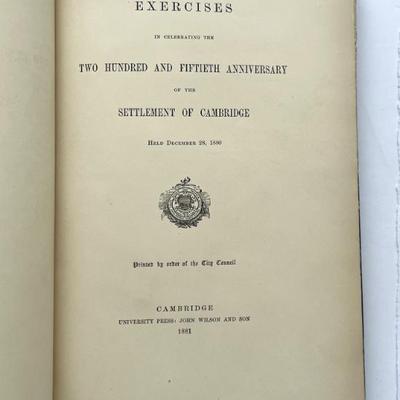 EXERCISES
IN CELEBRATING THE
TWO HUNDRED AND FIFTIETH ANNIVERSARY
OF THE
SETTLEMENT OF CAMBRIDGE
HELD DECEMBER 28, 1880
Printed by order of the City Council
CAMBRIDGE
UNIVERSITY PRESS: JOHN WILSON AND SON
1881